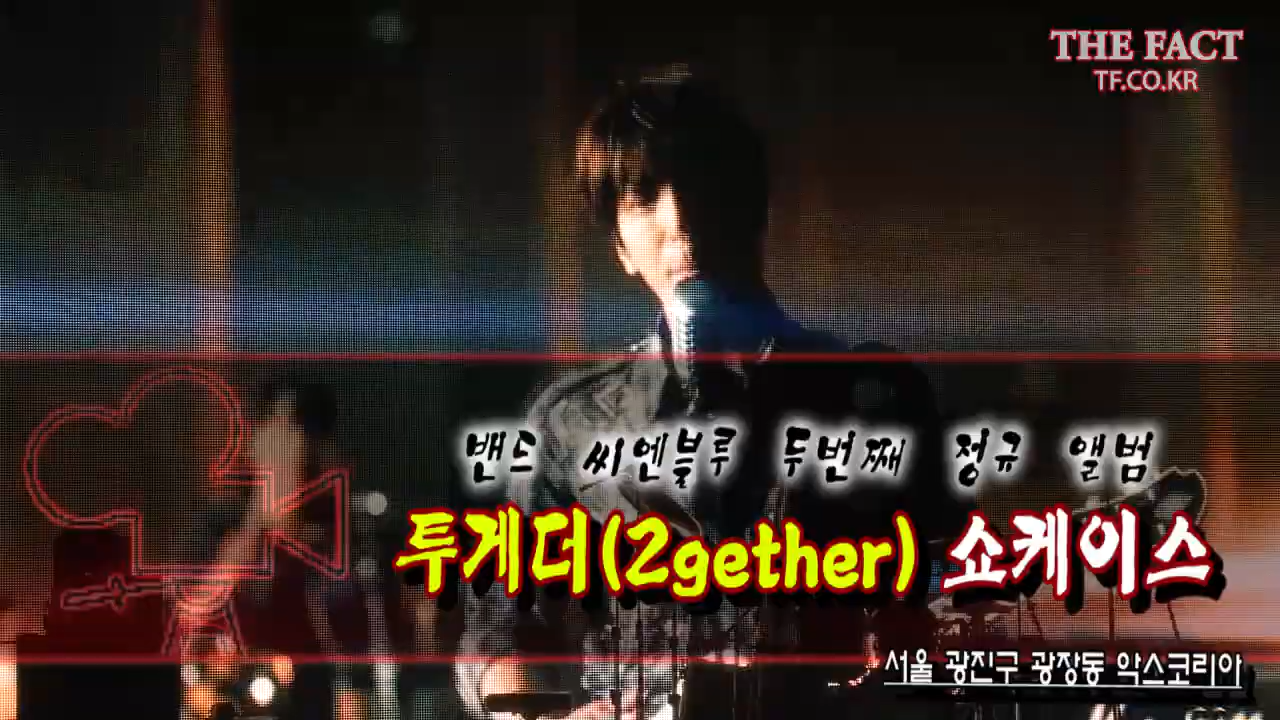 THE FACT
TF.CO.KR
밴드 씨엔블루 두번째 정규 앨범
투게더(2gether) 쇼케이스
서울 광진구 광장동 악스코리아